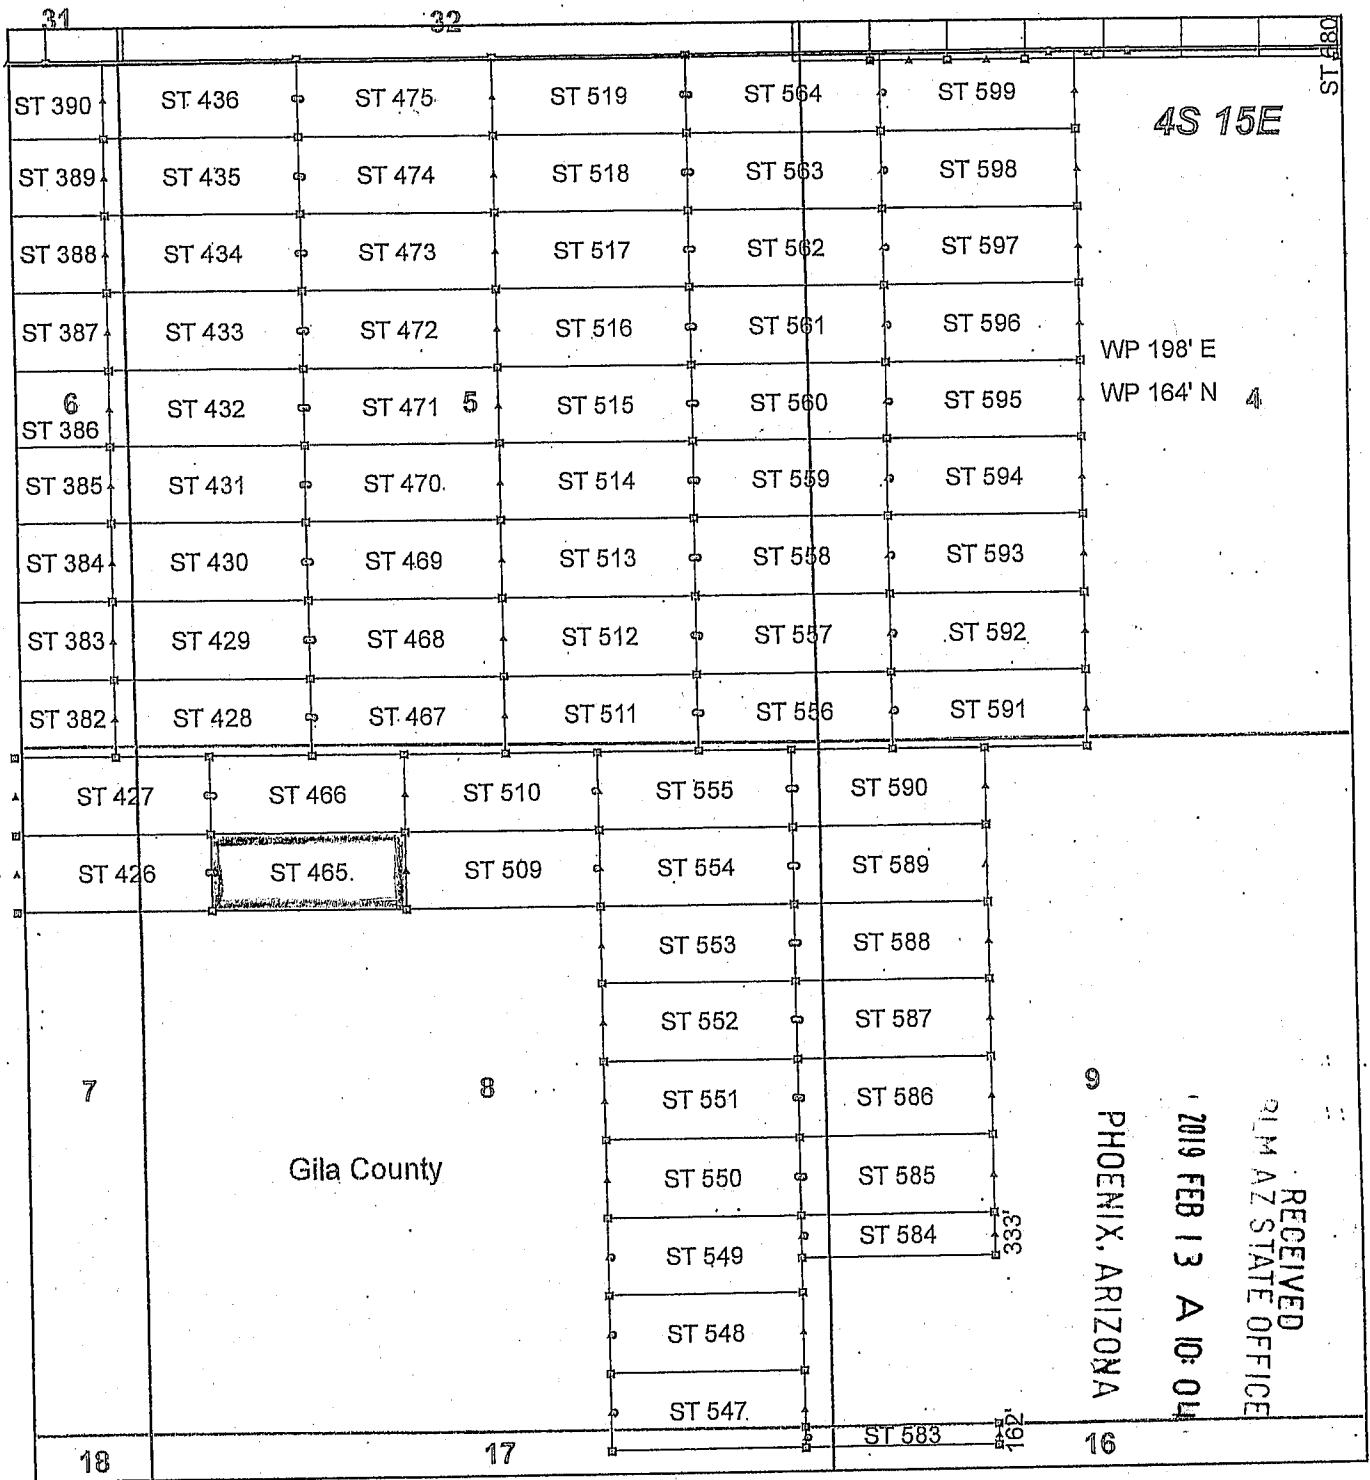 31 32
ST 680
ST 390 ST 436 ST 475 ST 519 ST 564 ST 599
4S 15E
ST 389 ST 435 ST 474 ST 518 ST 563 ST 598
ST 388 ST 434 ST 473 ST 517 ST 562 ST 597
ST 387 ST 433 ST 472 ST 516 ST 561 ST 596
WP 198' E
6 ST 432 ST 471 5 ST 515 ST 560 ST 595 WP 164' N 4
ST 386
ST 385 ST 431 ST 470 ST 514 ST 559 ST 594
ST 384 ST 430 ST 469 ST 513 ST 558 ST 593
ST 383 ST 429 ST 468 ST 512 ST 557 ST 592
ST 382 ST 428 ST 467 ST 511 ST 556 ST 591
ST 427 ST 466 ST 510 ST 555 ST 590
ST 426 ST 465 ST 509 ST 554 ST 589
ST 553 ST 588
ST 552 ST 587
7 8 ST 551 ST 586 9
Gila County ST 550 ST 585
ST 584 333'
ST 549
ST 548
ST 547
ST 583 162'
18 17 16
RECEIVED
BLM AZ STATE OFFICE
2019 FEB 13 A 10:04
PHOENIX, ARIZONA